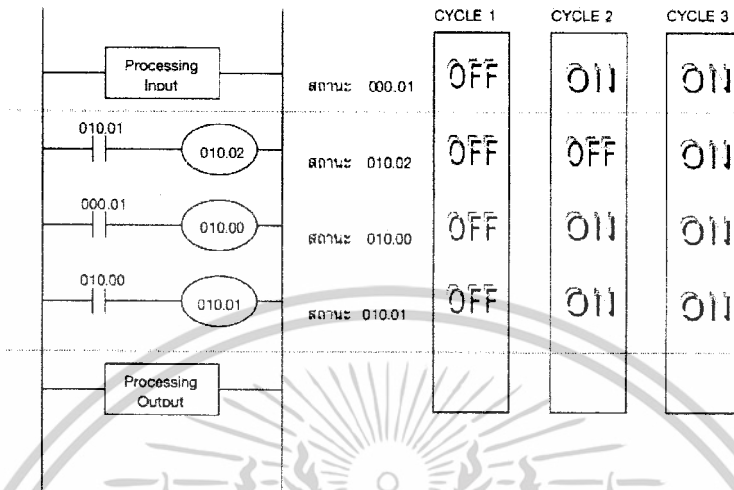 CYCLE 1 CYCLE 2 CYCLE 3
Processing
Input
สถานะ 000.01 OFF ON ON
010.01
010.02
สถานะ 010.02 OFF OFF ON
000.01
010.00
สถานะ 010.00 OFF ON ON
010.00
010.01
สถานะ 010.01 OFF ON ON
Processing
Output